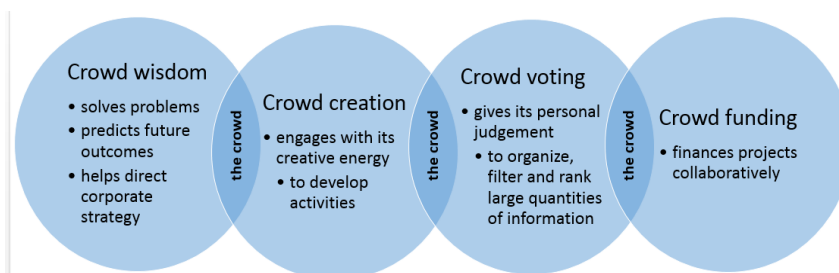 Crowd wisdom
• solves problems
• predicts future
outcomes
• helps direct
corporate
strategy
the crowd
Crowd creation
• engages with its
creative energy
• to develop
activities
the crowd
Crowd voting
• gives its personal
judgement
• to organize,
filter and rank
large quantities
of information
the crowd
Crowd funding
• finances projects
collaboratively